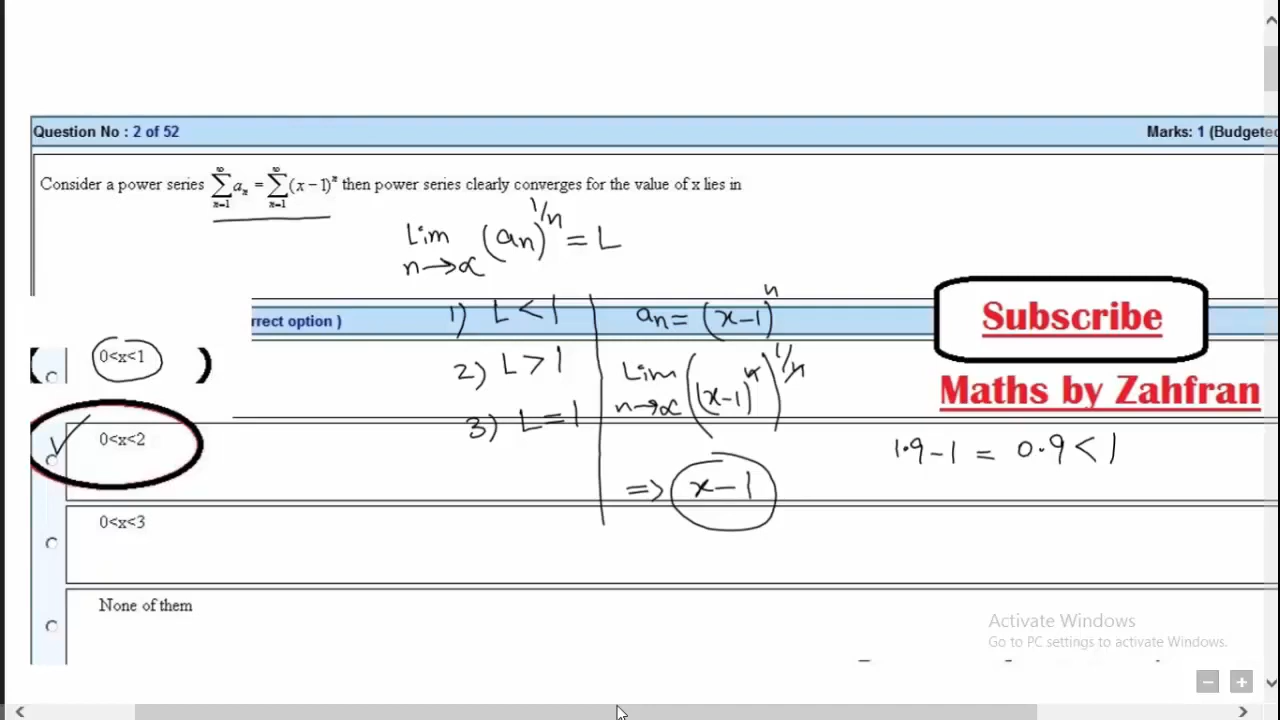 Question No : 2 of 52 Marks: 1 (Budgeted
Consider a power series ∑_{n=1}^{∞} a_n = ∑_{n=1}^{∞} (x-1)^n then power series clearly converges for the value of x lies in
Lim_{n→∞} (a_n)^{1/n} = L
rrect option )
1) L < 1
2) L > 1
3) L = 1
a_n = (x-1)^n
Lim_{n→∞} ((x-1)^n)^{1/n}
⇒ x-1
Subscribe
Maths by Zahfran
1.9-1 = 0.9 < 1
0<x<1
0<x<2
0<x<3
None of them
Activate Windows
Go to PC settings to activate Windows.